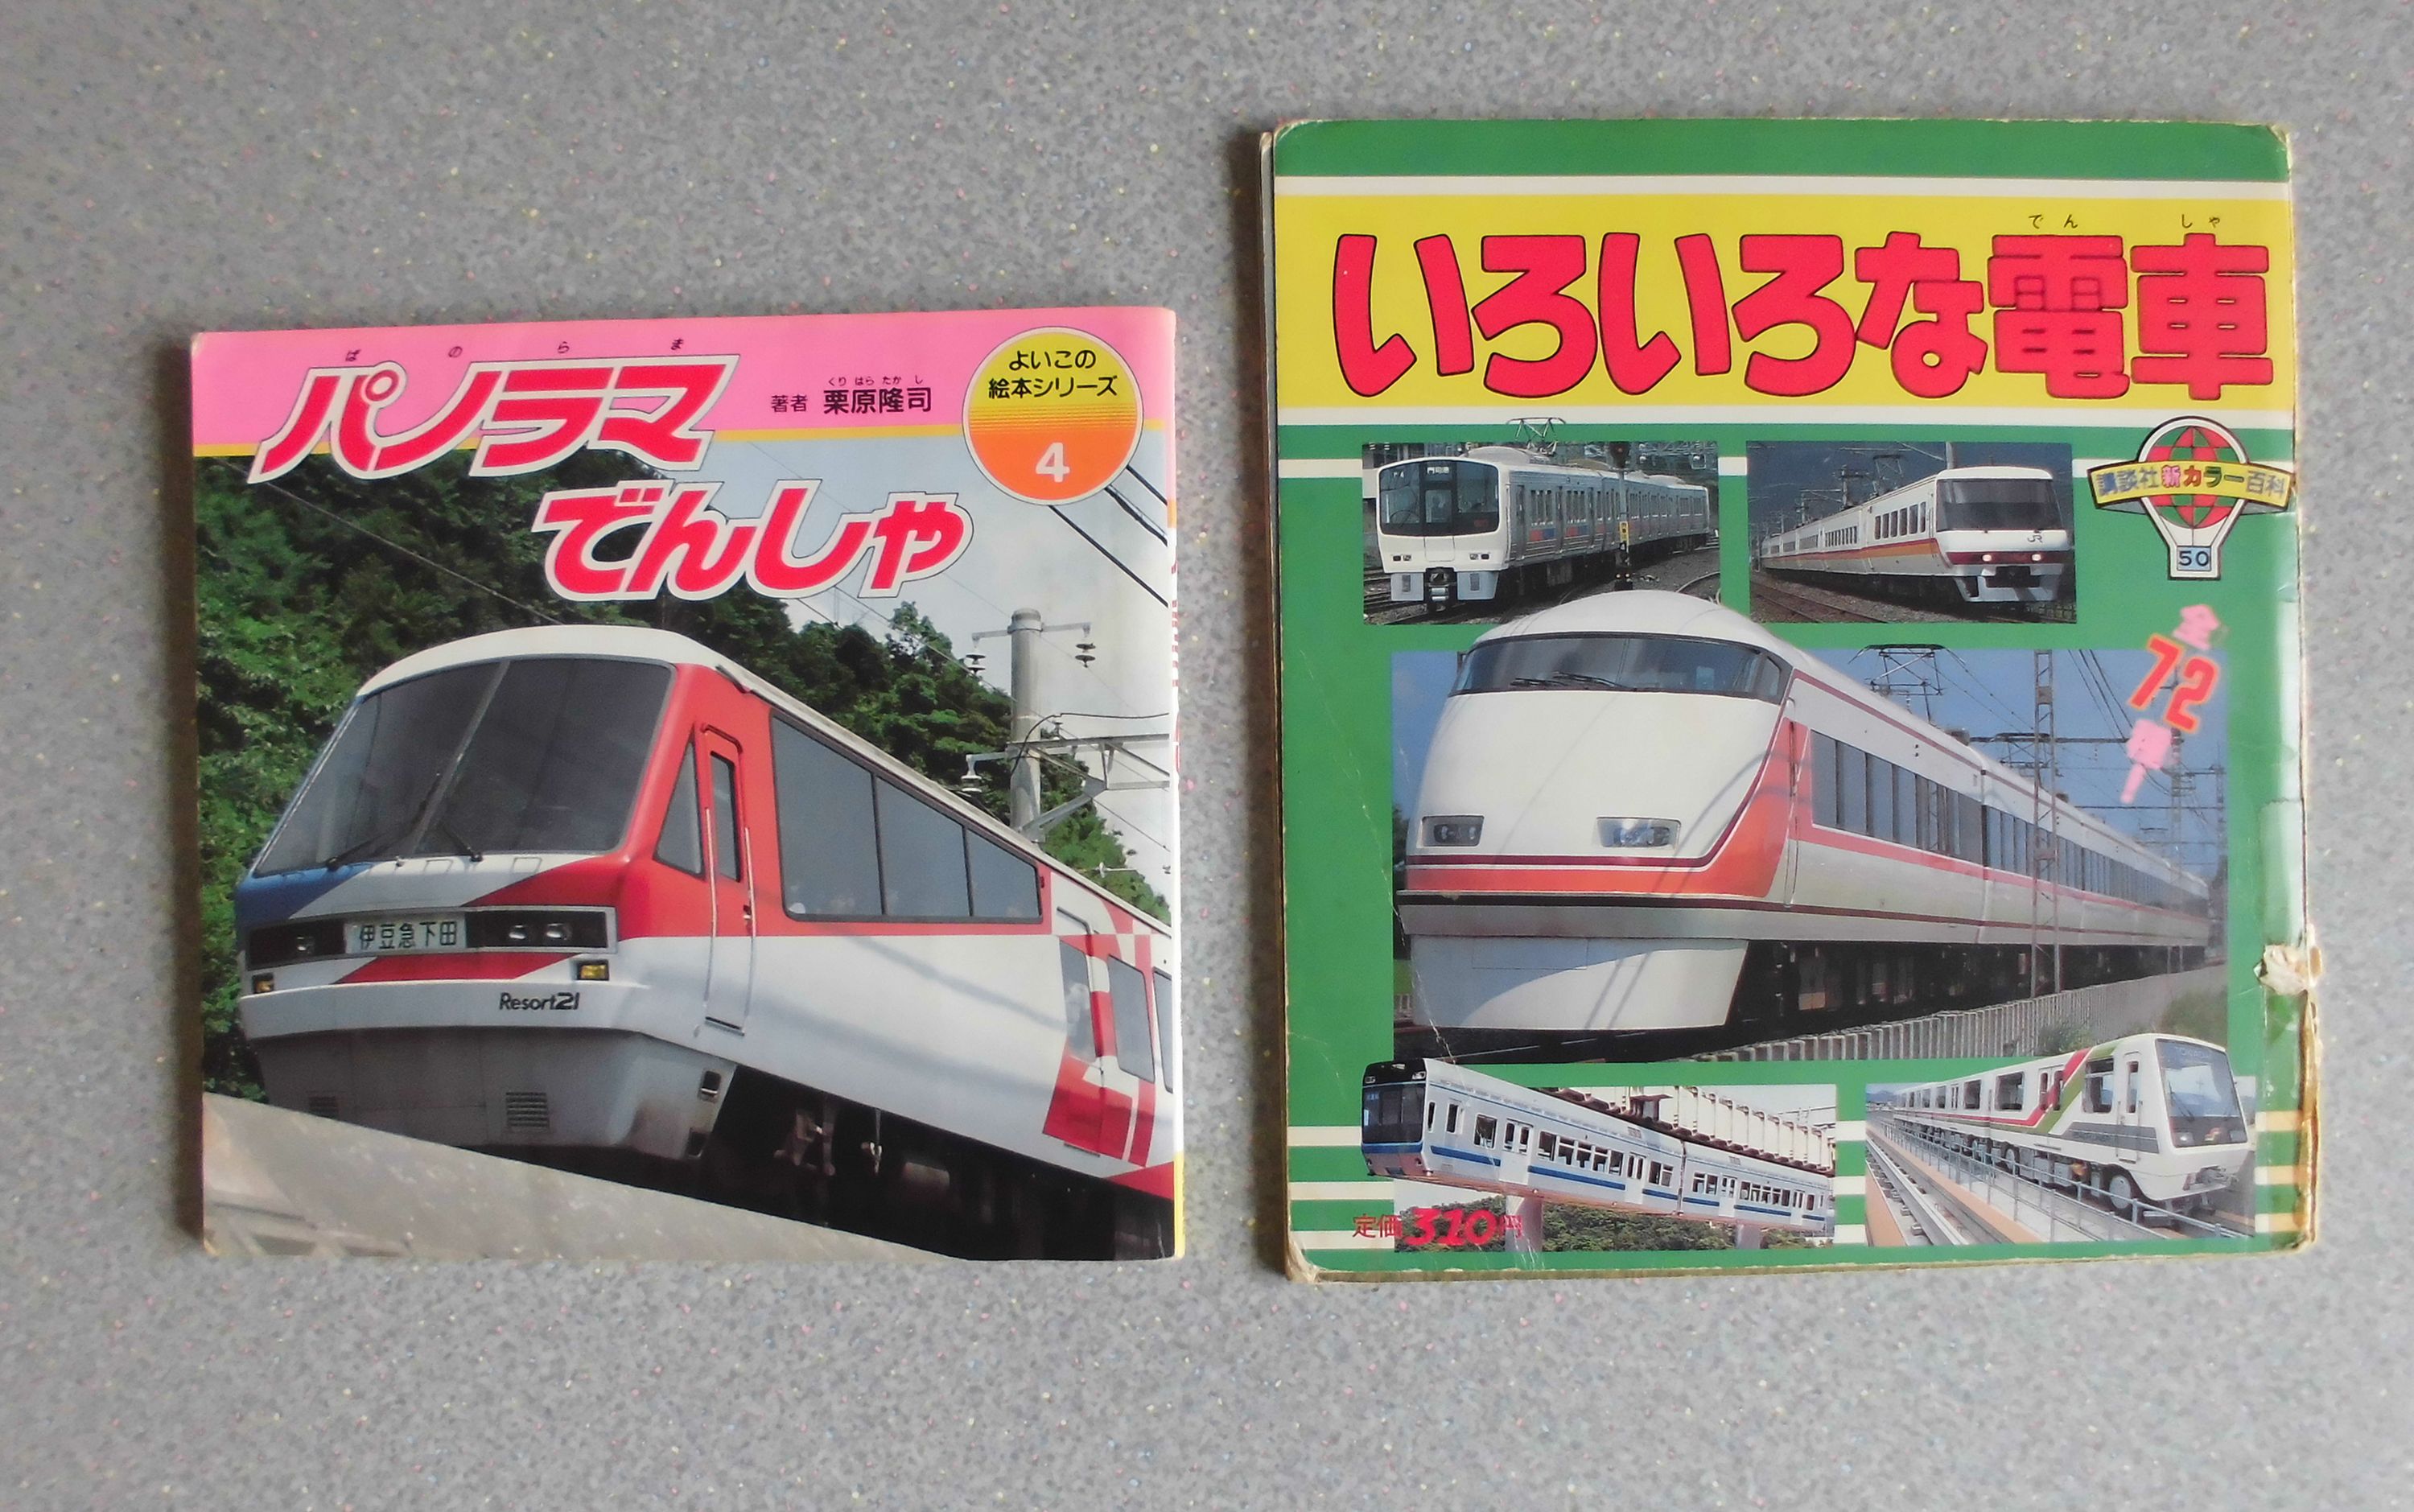 ぱのらま
パノラマ
でんしゃ
くりはらたかし
著者 栗原隆司
よいこの
絵本シリーズ
4
伊豆急下田
Resort21
でんしゃ
いろいろな電車
講談社新カラー百科
50
全
72
JR
定価310円